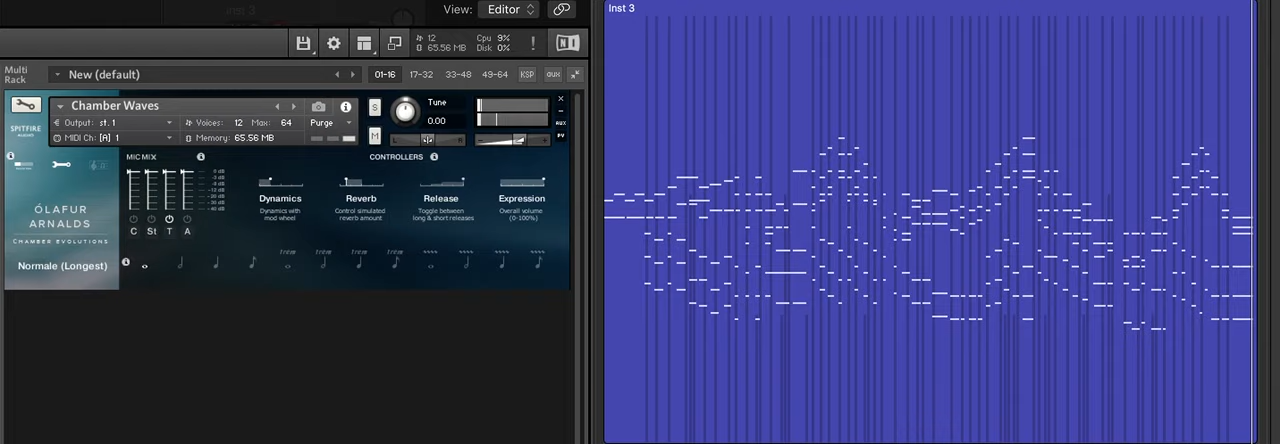 View: Editor
12
65.56 MB
Cpu 9%
Disk 0%
!
Multi
Rack
New (default)
01-16 17-32 33-48 49-64 KSP aux
Chamber Waves
Output: st. 1 Voices: 12 Max: 64 Purge
MIDI Ch: [A] 1 Memory: 65.56 MB
S
M
Tune
0.00
L R
- +
X
-
AUX
PV
SPITFIRE
AUDIO
MIC MIX
0 dB
C St T A
CONTROLLERS
Dynamics
Dynamics with
mod wheel
Reverb
Control simulated
reverb amount
Release
Toggle between
long & short releases
Expression
Overall volume
(0-100%)
ÓLAFUR
ARNALDS
CHAMBER EVOLUTIONS
Normale (Longest)
Inst 3